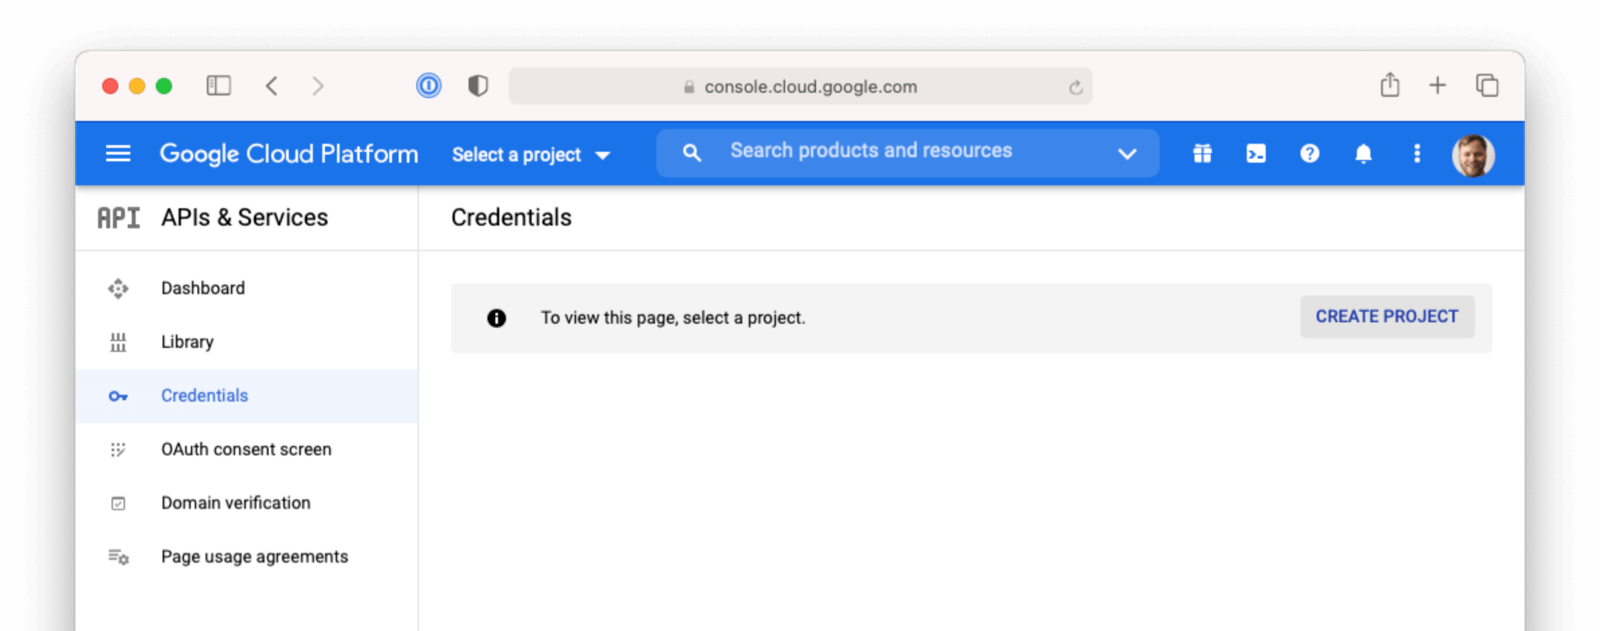 console.cloud.google.com
Google Cloud Platform
Select a project
Search products and resources
API
APIs & Services
Credentials
Dashboard
Library
Credentials
OAuth consent screen
Domain verification
Page usage agreements
To view this page, select a project.
CREATE PROJECT